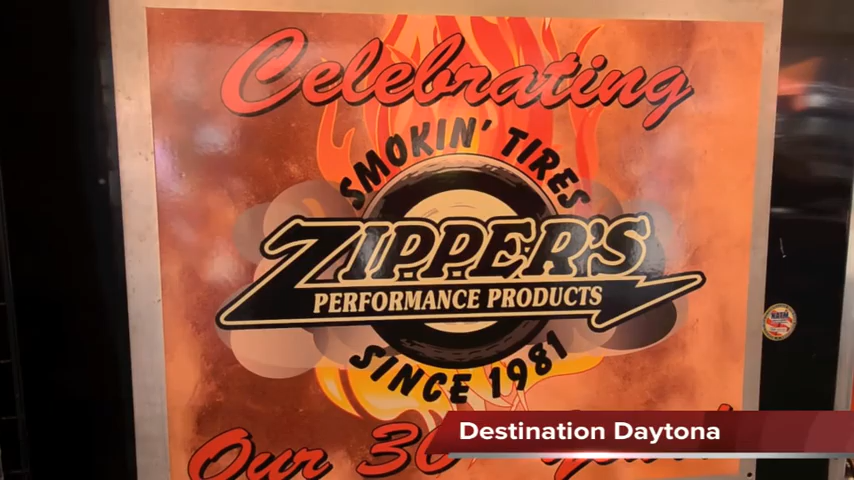 Celebrating
SMOKIN' TIRES
ZIPPER'S
PERFORMANCE PRODUCTS
SINCE 1981
Our 30
Destination Daytona